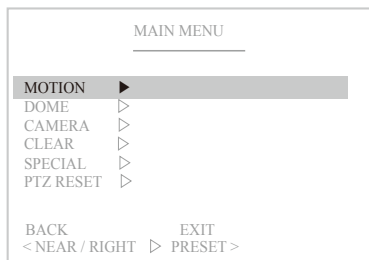 MAIN MENU
MOTION ▶
DOME ▷
CAMERA ▷
CLEAR ▷
SPECIAL ▷
PTZ RESET ▷
BACK EXIT
< NEAR / RIGHT ▷ PRESET >